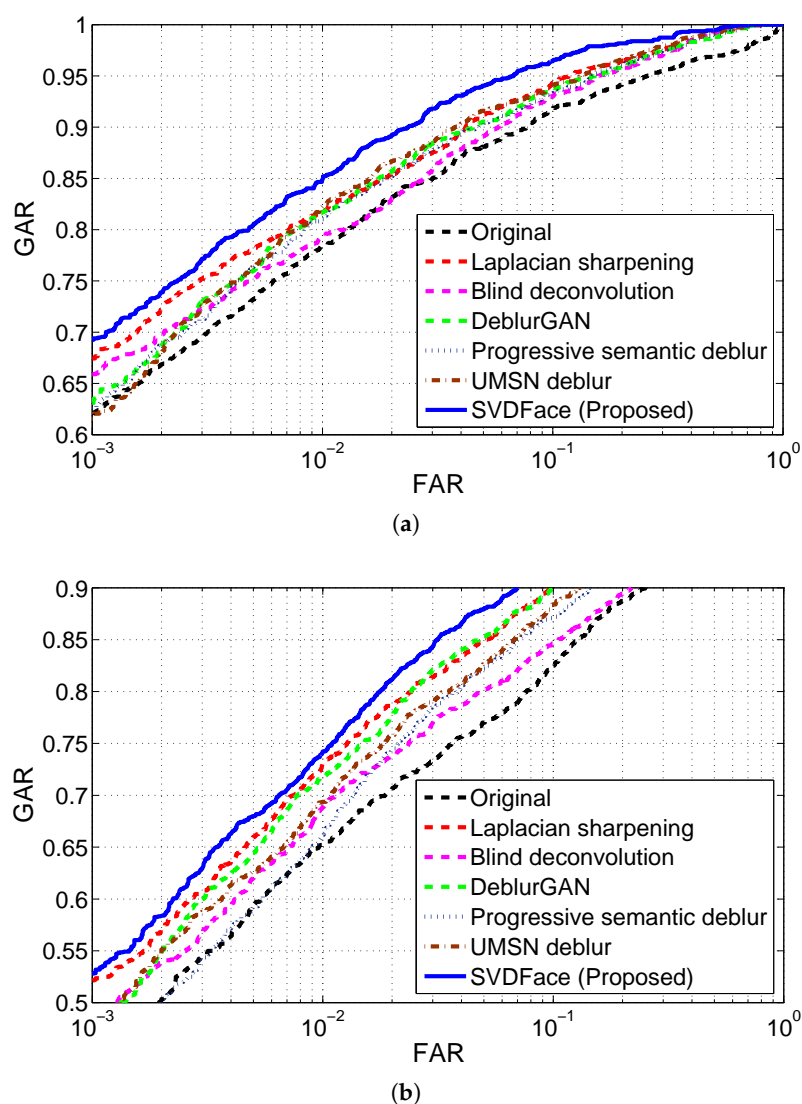 1
0.95
0.9
0.85
0.8
0.75
0.7
0.65
0.6
GAR
Original
Laplacian sharpening
Blind deconvolution
DeblurGAN
Progressive semantic deblur
UMSN deblur
SVDFace (Proposed)
10⁻³ 10⁻² 10⁻¹ 10⁰
FAR
(a)
0.9
0.85
0.8
0.75
0.7
0.65
0.6
0.55
0.5
GAR
Original
Laplacian sharpening
Blind deconvolution
DeblurGAN
Progressive semantic deblur
UMSN deblur
SVDFace (Proposed)
10⁻³ 10⁻² 10⁻¹ 10⁰
FAR
(b)